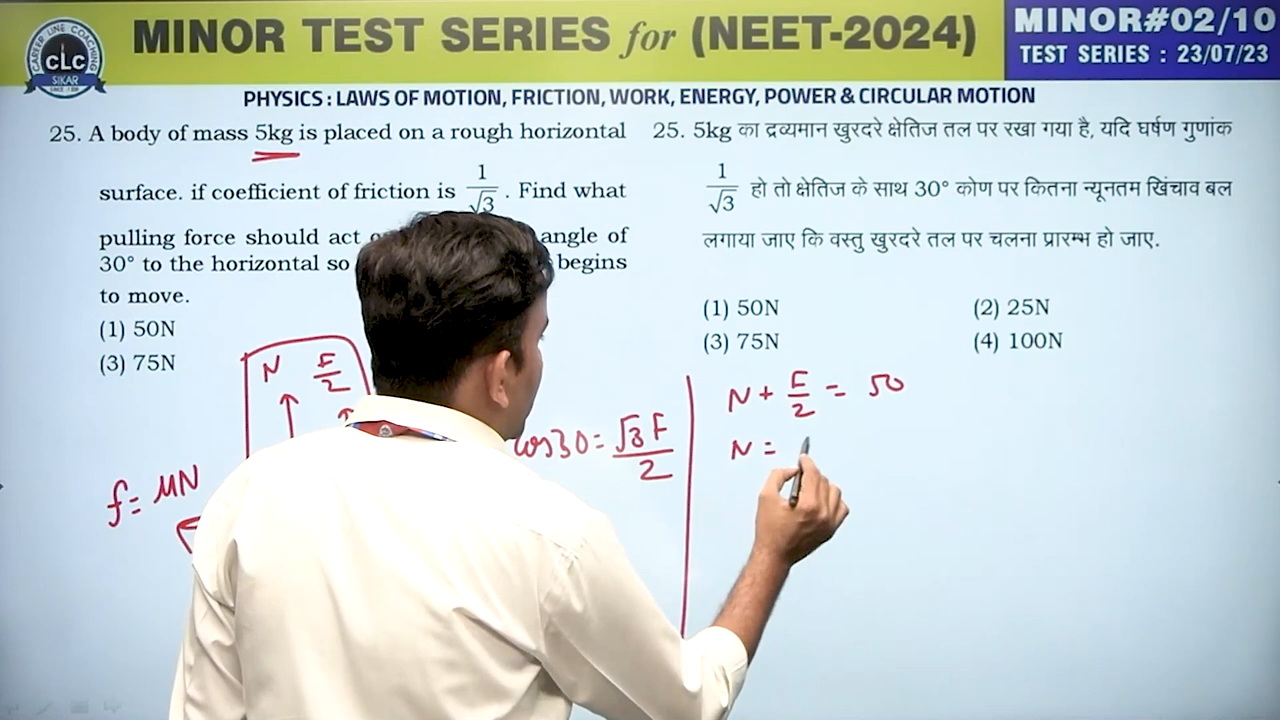 MINOR TEST SERIES for (NEET-2024)
MINOR#02/10
TEST SERIES : 23/07/23
CAREER LINE COACHING
CLC
SIKAR
PHYSICS : LAWS OF MOTION, FRICTION, WORK, ENERGY, POWER & CIRCULAR MOTION
25. A body of mass 5kg is placed on a rough horizontal
surface. if coefficient of friction is 1/√3 . Find what
pulling force should act angle of
30° to the horizontal so begins
to move.
(1) 50N
(3) 75N
25. 5kg का द्रव्यमान खुरदरे क्षेतिज तल पर रखा गया है, यदि घर्षण गुणांक
1/√3 हो तो क्षेतिज के साथ 30° कोण पर कितना न्यूनतम खिंचाव बल
लगाया जाए कि वस्तु खुरदरे तल पर चलना प्रारम्भ हो जाए.
(1) 50N (2) 25N
(3) 75N (4) 100N
N F/2
f = μN
cos30 = √3F/2
N + F/2 = 50
N =